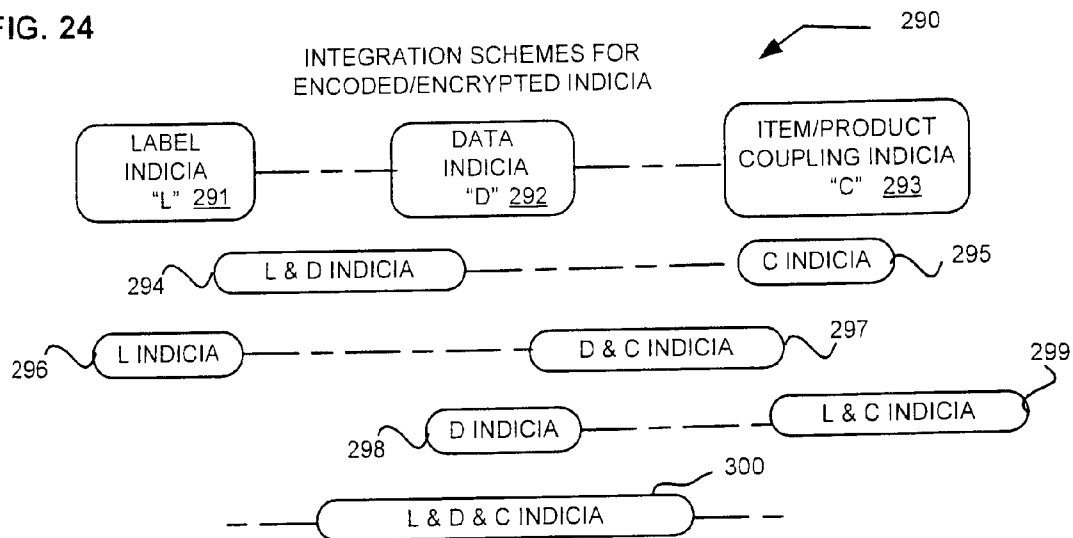 FIG. 24
290
INTEGRATION SCHEMES FOR
ENCODED/ENCRYPTED INDICIA
LABEL
INDICIA
"L" 291
DATA
INDICIA
"D" 292
ITEM/PRODUCT
COUPLING INDICIA
"C" 293
294
L & D INDICIA
C INDICIA
295
296
L INDICIA
D & C INDICIA
297
298
D INDICIA
L & C INDICIA
299
300
L & D & C INDICIA